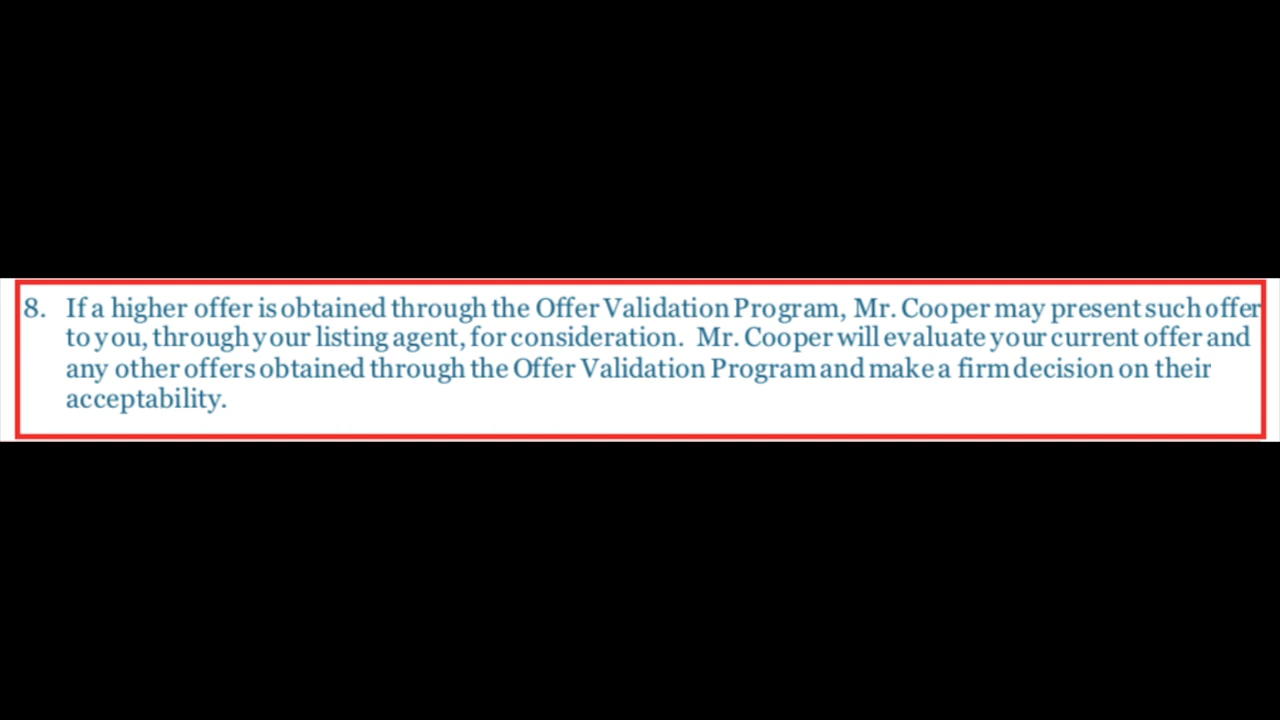 8. If a higher offer is obtained through the Offer Validation Program, Mr. Cooper may present such offer
to you, through your listing agent, for consideration. Mr. Cooper will evaluate your current offer and
any other offers obtained through the Offer Validation Program and make a firm decision on their
acceptability.